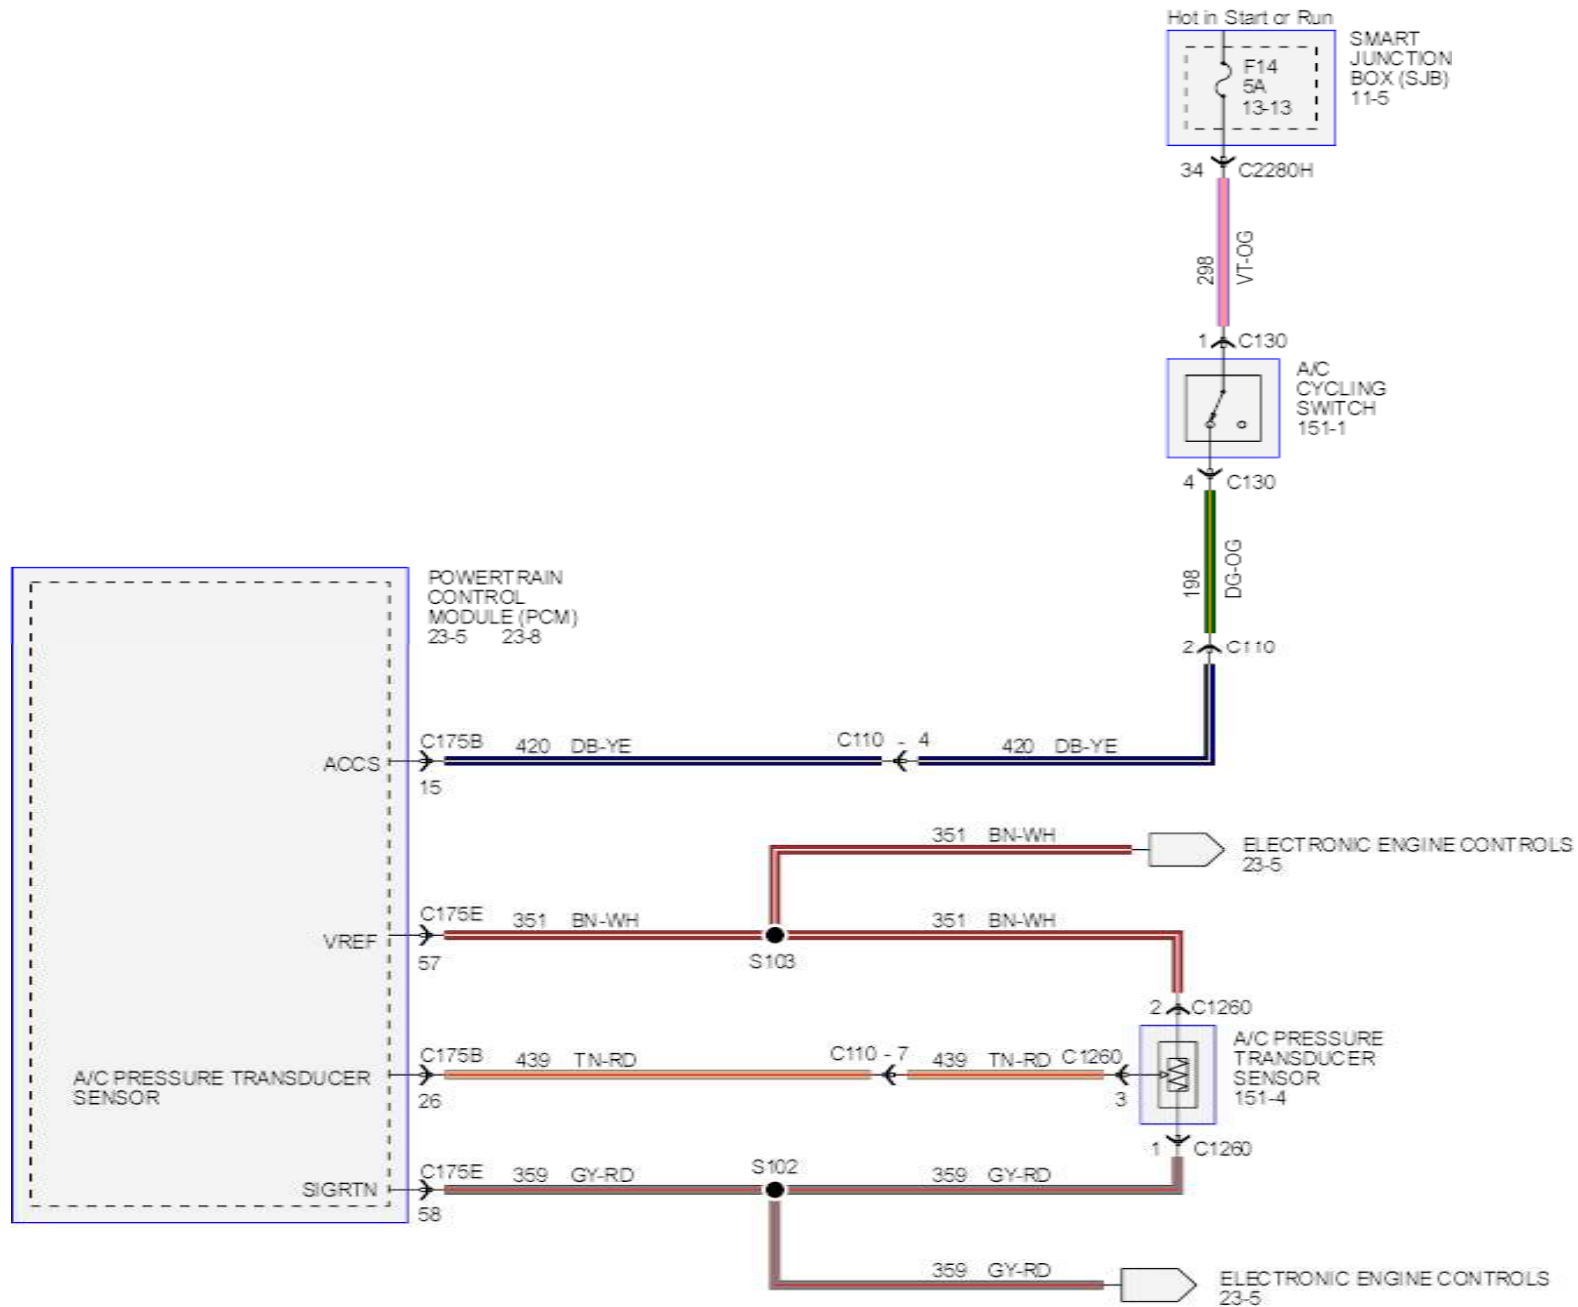 Hot in Start or Run
SMART
JUNCTION
BOX (SJB)
11-5
F14
5A
13-13
34 C2280H
298
VT-OG
1 C130
A/C
CYCLING
SWITCH
151-1
4 C130
198
DG-OG
2 C110
POWERTRAIN
CONTROL
MODULE (PCM)
23-5 23-8
ACCS
C175B
15
420 DB-YE
C110 - 4
420 DB-YE
351 BN-WH
ELECTRONIC ENGINE CONTROLS
23-5
VREF
C175E
57
351 BN-WH
S103
351 BN-WH
2 C1260
A/C PRESSURE
TRANSDUCER
SENSOR
151-4
A/C PRESSURE TRANSDUCER
SENSOR
C175B
26
439 TN-RD
C110 - 7
439 TN-RD
C1260
3
1 C1260
SIGRTN
C175E
58
359 GY-RD
S102
359 GY-RD
359 GY-RD
ELECTRONIC ENGINE CONTROLS
23-5